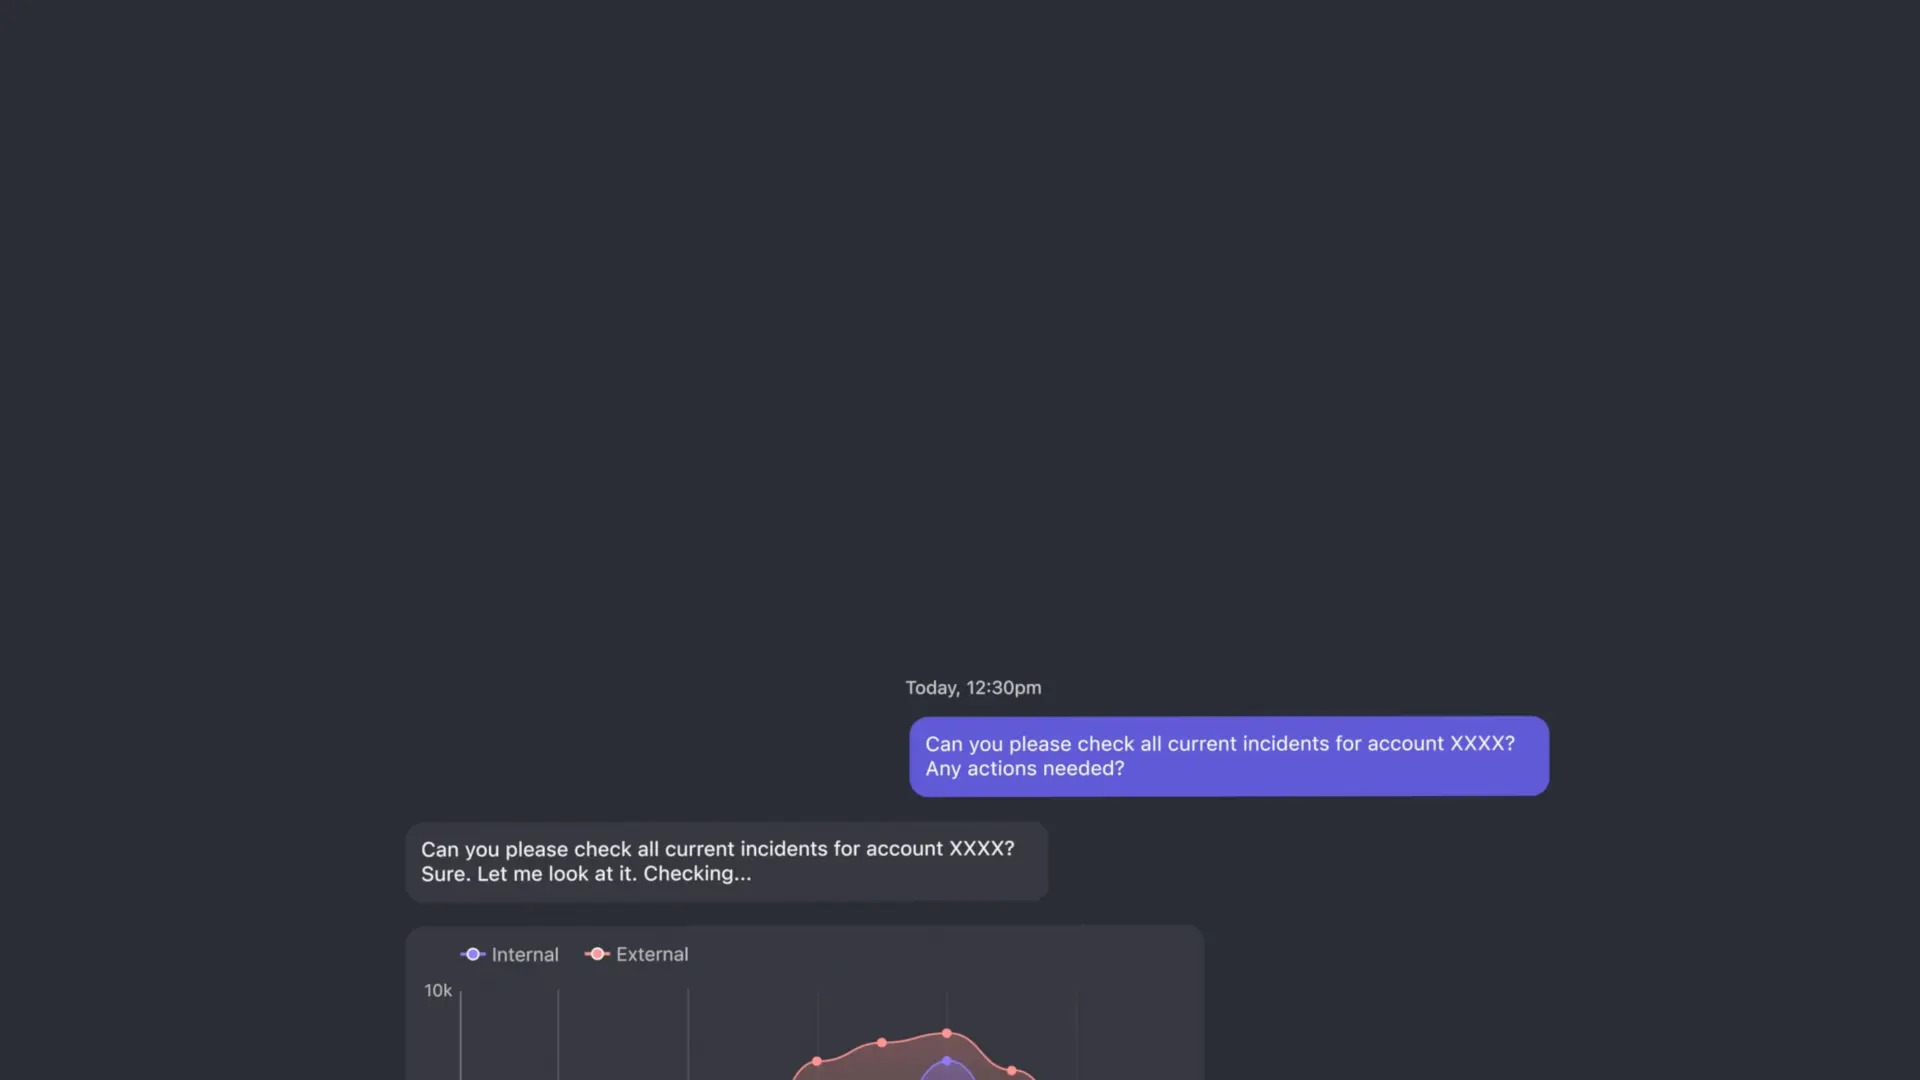 Today, 12:30pm
Can you please check all current incidents for account XXXX?
Any actions needed?
Can you please check all current incidents for account XXXX?
Sure. Let me look at it. Checking...
Internal
External
10k